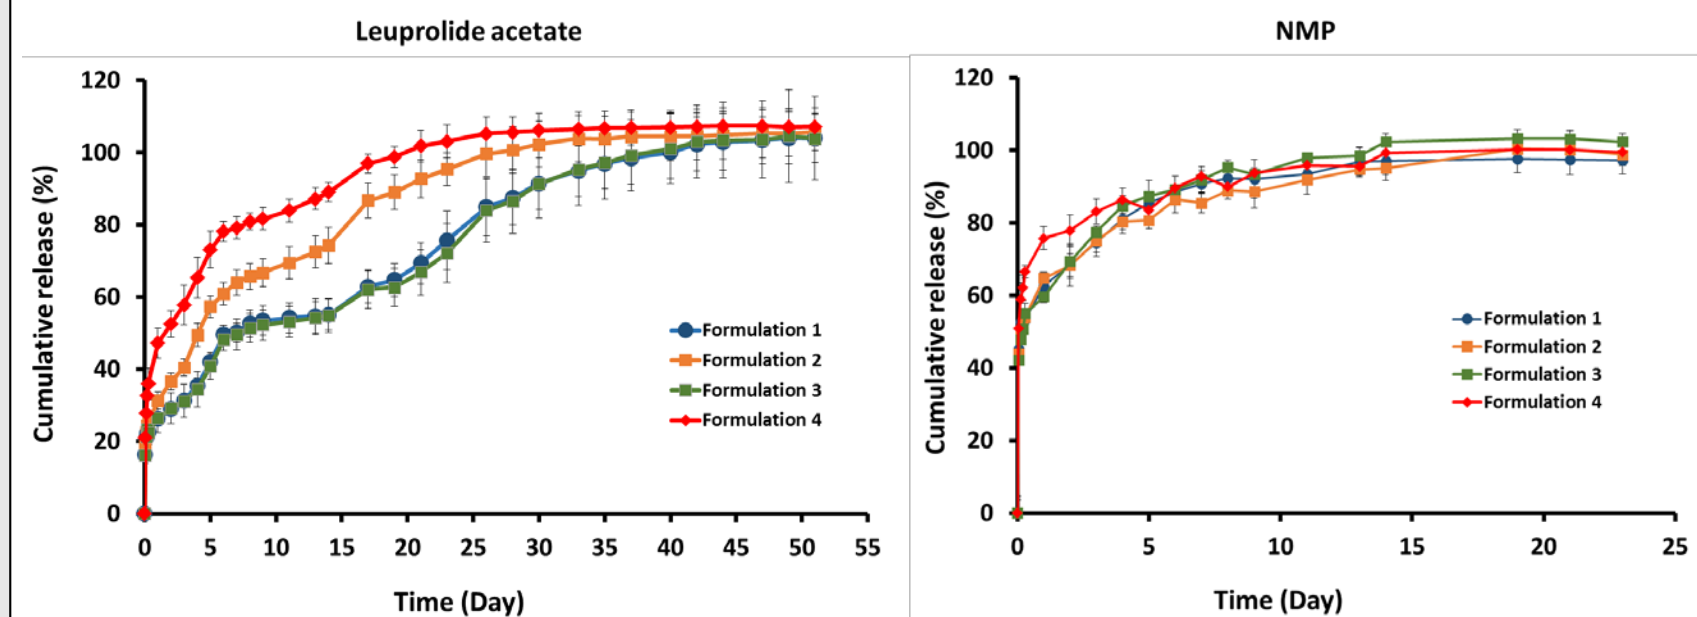 Leuprolide acetate
120
100
80
60
40
20
0
Cumulative release (%)
0 5 10 15 20 25 30 35 40 45 50 55
Time (Day)
Formulation 1
Formulation 2
Formulation 3
Formulation 4
NMP
120
100
80
60
40
20
0
Cumulative release (%)
0 5 10 15 20 25
Time (Day)
Formulation 1
Formulation 2
Formulation 3
Formulation 4